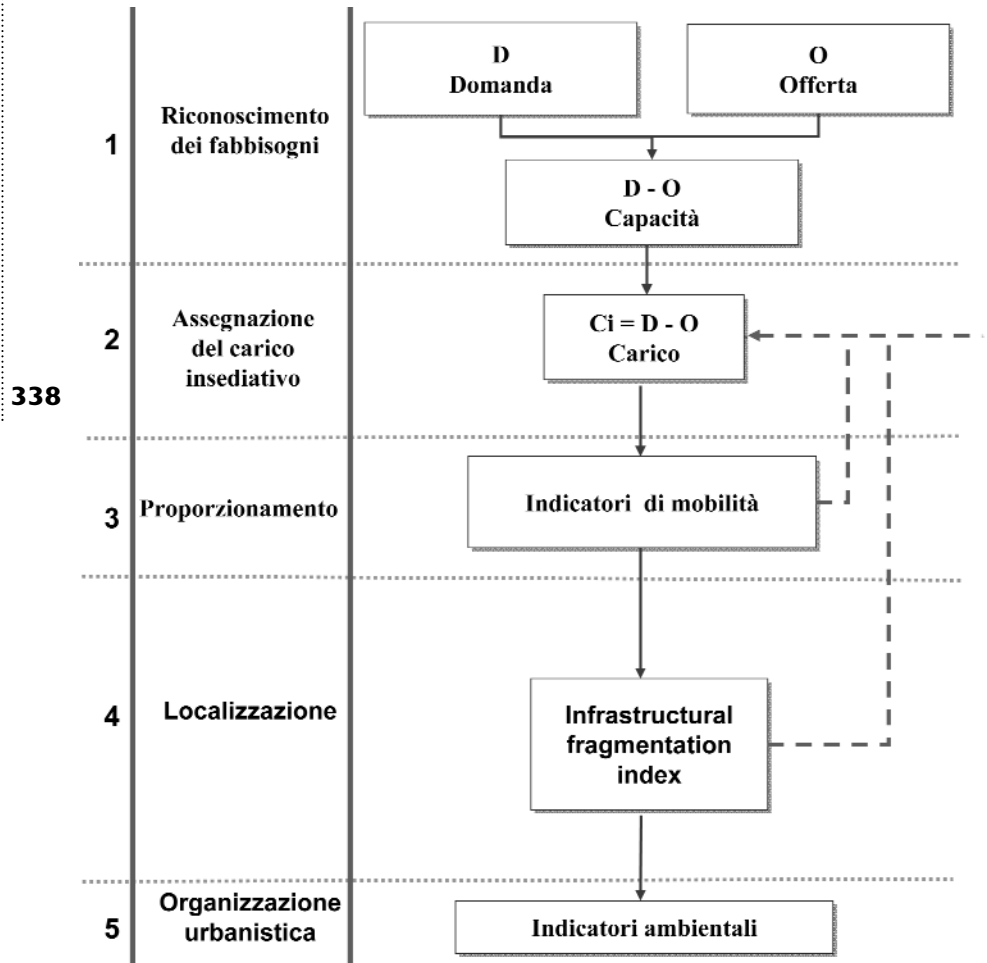 D
Domanda
O
Offerta
1
Riconoscimento
dei fabbisogni
D - O
Capacità
2
Assegnazione
del carico
insediativo
Ci = D - O
Carico
338
3
Proporzionamento
Indicatori di mobilità
4
Localizzazione
Infrastructural
fragmentation
index
5
Organizzazione
urbanistica
Indicatori ambientali